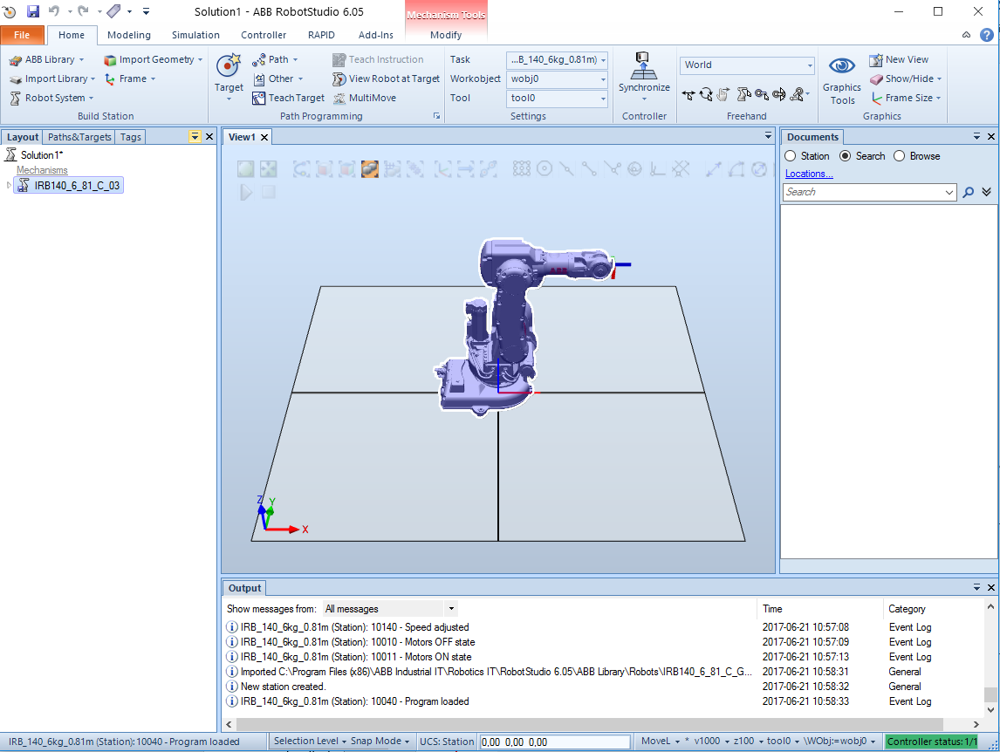 Solution1 - ABB RobotStudio 6.05
Mechanism Tools
File Home Modeling Simulation Controller RAPID Add-Ins Modify
ABB Library
Import Library
Robot System
Import Geometry
Frame
Build Station
Target
Path
Other
Teach Target
Teach Instruction
View Robot at Target
MultiMove
Path Programming
Task ...B_140_6kg_0.81m)
Workobject wobj0
Tool tool0
Settings
Synchronize
Controller
World
Freehand
Graphics
Tools
New View
Show/Hide
Frame Size
Graphics
Layout Paths&Targets Tags
Solution1*
Mechanisms
IRB140_6_81_C_03
View1
ABB
Z
Y
X
Documents
Station Search Browse
Locations...
Search
Output
Show messages from: All messages Time Category
IRB_140_6kg_0.81m (Station): 10140 - Speed adjusted 2017-06-21 10:57:08 Event Log
IRB_140_6kg_0.81m (Station): 10010 - Motors OFF state 2017-06-21 10:57:09 Event Log
IRB_140_6kg_0.81m (Station): 10011 - Motors ON state 2017-06-21 10:57:13 Event Log
Imported C:\Program Files (x86)\ABB Industrial IT\Robotics IT\RobotStudio 6.05\ABB Library\Robots\IRB140_6_81_C_G... 2017-06-21 10:58:31 General
New station created. 2017-06-21 10:58:32 General
IRB_140_6kg_0.81m (Station): 10040 - Program loaded 2017-06-21 10:58:33 Event Log
IRB_140_6kg_0.81m (Station): 10040 - Program loaded Selection Level Snap Mode UCS: Station 0,00 0,00 0,00 MoveL * v1000 z100 tool0 \WObj:=wobj0 Controller status: 1/1